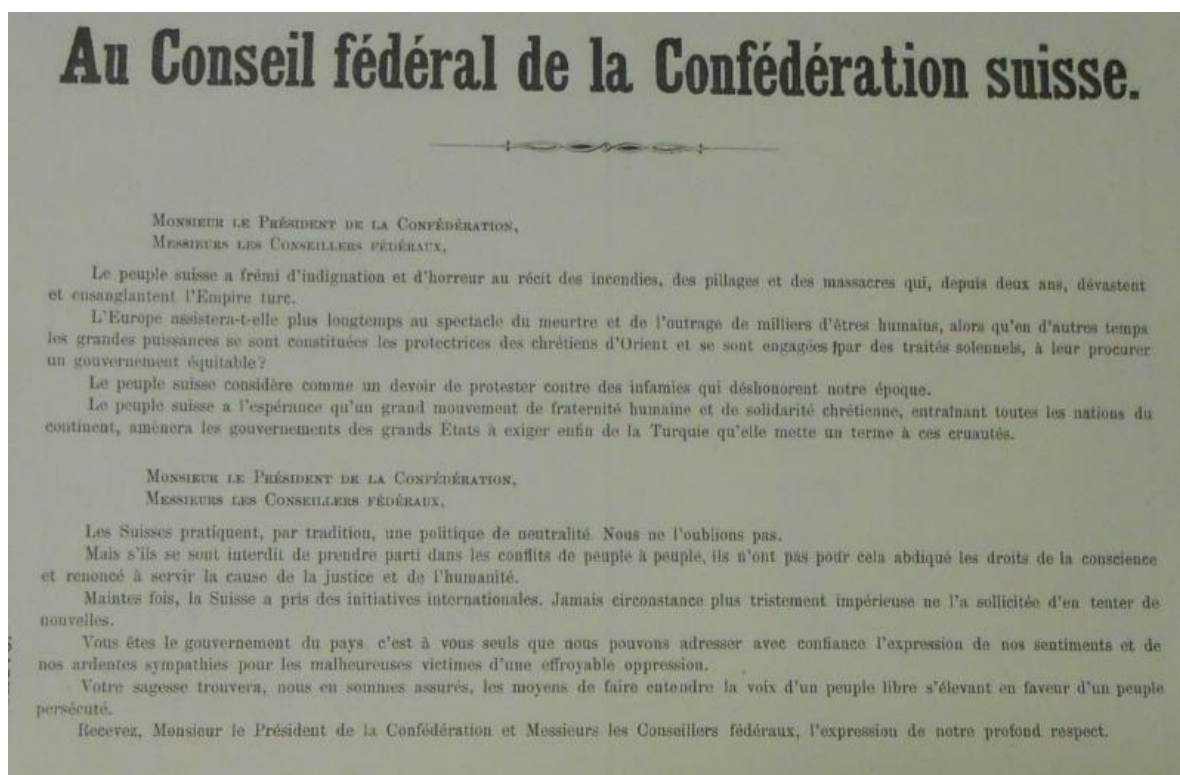 Au Conseil fédéral de la Confédération suisse.
MONSIEUR LE PRÉSIDENT DE LA CONFÉDÉRATION,
MESSIEURS LES CONSEILLERS FÉDÉRAUX,
Le peuple suisse a frémi d'indignation et d'horreur au récit des incendies, des pillages et des massacres qui, depuis deux ans, dévastent
et ensanglantent l'Empire turc.
L'Europe assistera-t-elle plus longtemps au spectacle du meurtre et de l'outrage de milliers d'êtres humains, alors qu'en d'autres temps
les grandes puissances se sont constituées les protectrices des chrétiens d'Orient et se sont engagées par des traités solennels, à leur procurer
un gouvernement équitable?
Le peuple suisse considère comme un devoir de protester contre des infamies qui déshonorent notre époque.
Le peuple suisse a l'espérance qu'un grand mouvement de fraternité humaine et de solidarité chrétienne, entraînant toutes les nations du
continent, amènera les gouvernements des grands États à exiger enfin de la Turquie qu'elle mette un terme à ces cruautés.
MONSIEUR LE PRÉSIDENT DE LA CONFÉDÉRATION,
MESSIEURS LES CONSEILLERS FÉDÉRAUX,
Les Suisses pratiquent, par tradition, une politique de neutralité. Nous ne l'oublions pas.
Mais s'ils se sont interdit de prendre parti dans les conflits de peuple à peuple, ils n'ont pas pour cela abdiqué les droits de la conscience
et renoncé à servir la cause de la justice et de l'humanité.
Maintes fois, la Suisse a pris des initiatives internationales. Jamais circonstance plus tristement impérieuse ne l'a sollicitée d'en tenter de
nouvelles.
Vous êtes le gouvernement du pays c'est à vous seuls que nous pouvons adresser avec confiance l'expression de nos sentiments et de
nos ardentes sympathies pour les malheureuses victimes d'une effroyable oppression.
Votre sagesse trouvera, nous en sommes assurés, les moyens de faire entendre la voix d'un peuple libre s'élevant en faveur d'un peuple
persécuté.
Recevez, Monsieur le Président de la Confédération et Messieurs les Conseillers fédéraux, l'expression de notre profond respect.